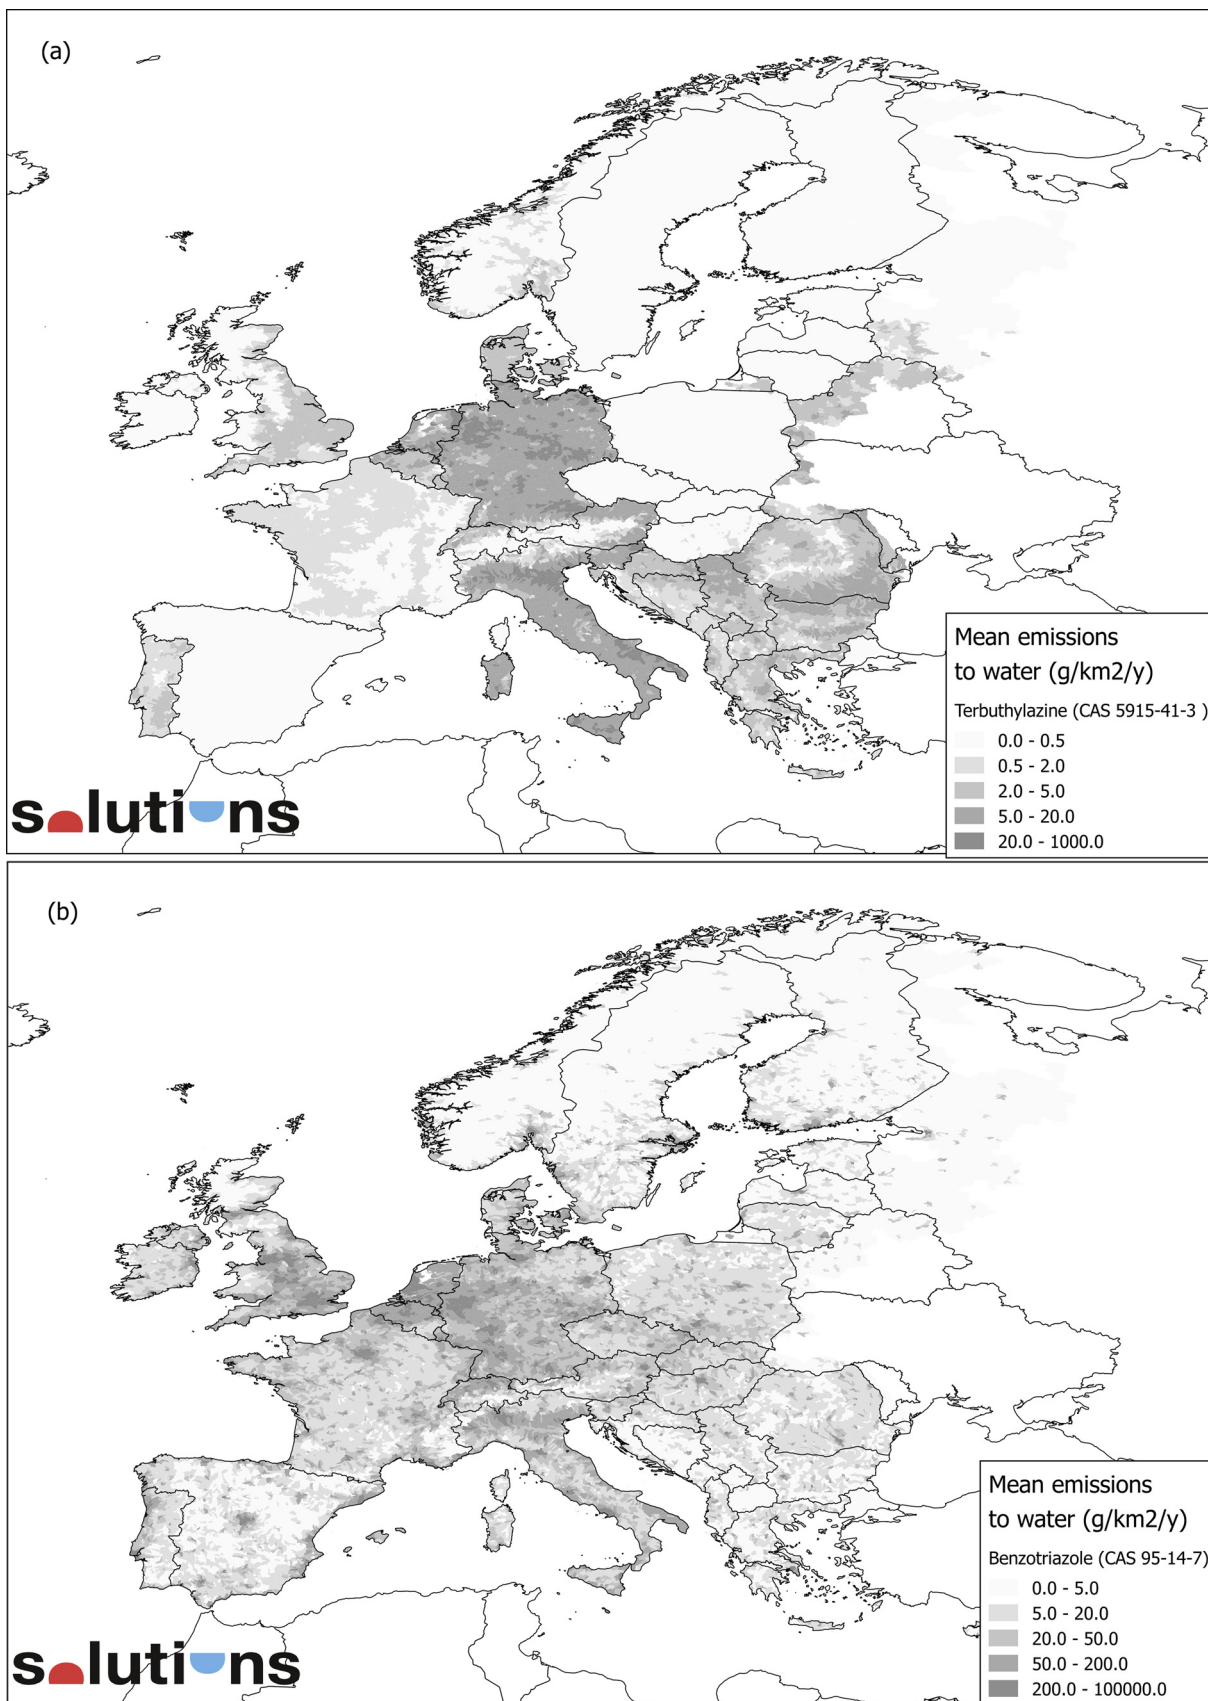 (a)
Mean emissions
to water (g/km2/y)
Terbuthylazine (CAS 5915-41-3 )
0.0 - 0.5
0.5 - 2.0
2.0 - 5.0
5.0 - 20.0
20.0 - 1000.0
solutions
(b)
Mean emissions
to water (g/km2/y)
Benzotriazole (CAS 95-14-7)
0.0 - 5.0
5.0 - 20.0
20.0 - 50.0
50.0 - 200.0
200.0 - 100000.0
solutions